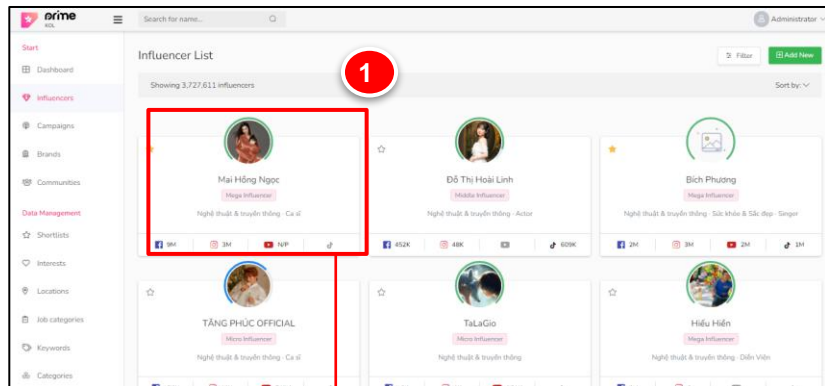 prime
KOL
Search for name...
Administrator
Start
Dashboard
Influencers
Campaigns
Brands
Communities
Data Management
Shortlists
Interests
Locations
Job categories
Keywords
Categories
Influencer List
Filter
Add New
Showing 3,727,611 influencers
Sort by:
1
Mai Hồng Ngọc
Mega Influencer
Nghệ thuật & truyền thông · Ca sĩ
9M 3M N/P
Đỗ Thị Hoài Linh
Middle Influencer
Nghệ thuật & truyền thông · Actor
452K 48K 609K
Bích Phương
Mega Influencer
Nghệ thuật & truyền thông · Sức khỏe & Sắc đẹp · Singer
2M 3M 2M 1M
TĂNG PHÚC OFFICIAL
Micro Influencer
Nghệ thuật & truyền thông · Ca sĩ
TaLaGio
Micro Influencer
Nghệ thuật & truyền thông
Hiếu Hiền
Mega Influencer
Nghệ thuật & truyền thông · Diễn Viên